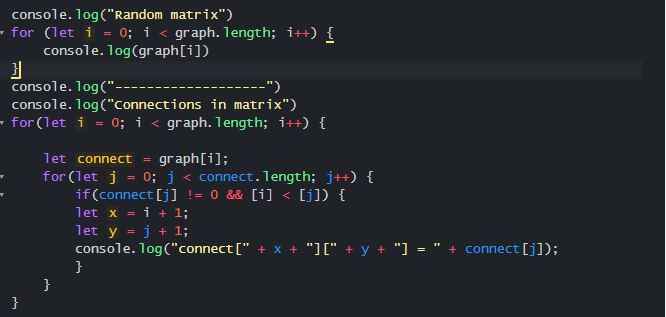 console.log("Random matrix")
for (let i = 0; i < graph.length; i++) {
    console.log(graph[i])
}
console.log("-------------------")
console.log("Connections in matrix")
for(let i = 0; i < graph.length; i++) {

    let connect = graph[i];
    for(let j = 0; j < connect.length; j++) {
        if(connect[j] != 0 && [i] < [j]) {
        let x = i + 1;
        let y = j + 1;
        console.log("connect[" + x + "][" + y + "] = " + connect[j]);
        }
    }
}